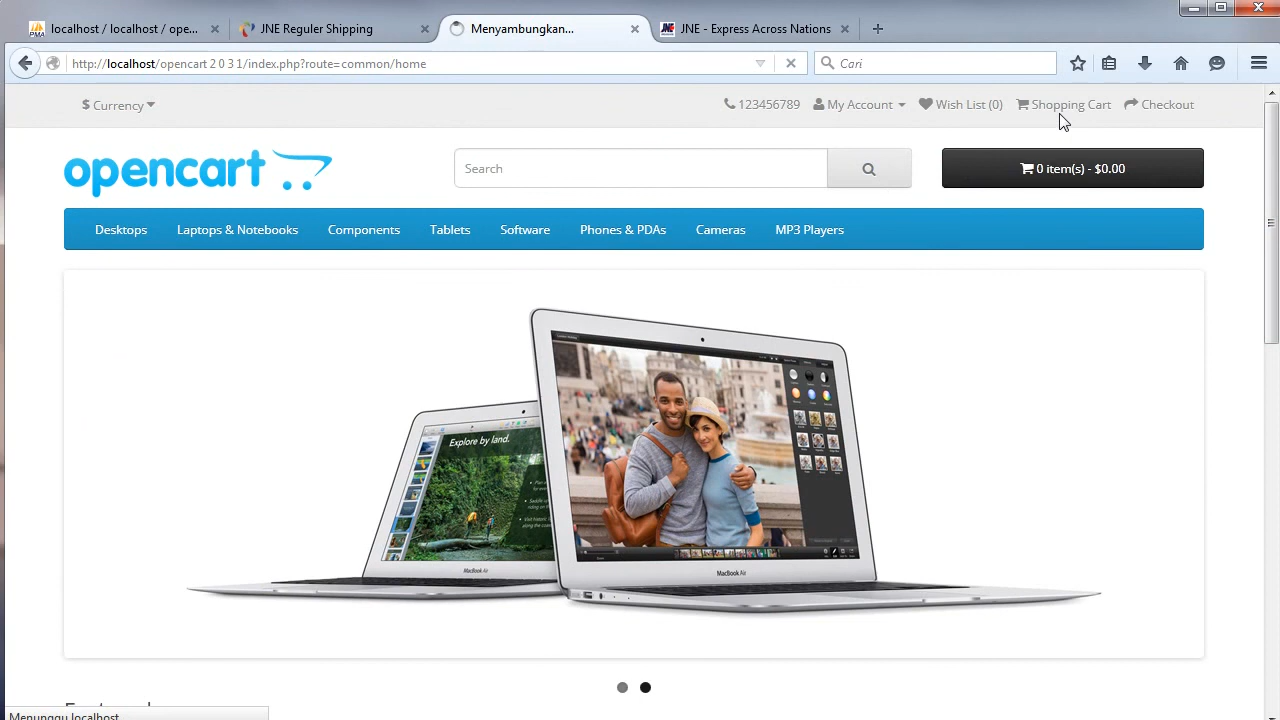 localhost / localhost / ope...
JNE Reguler Shipping
Menyambungkan...
JNE - Express Across Nations
http://localhost/opencart 2 0 3 1/index.php?route=common/home
Cari
$ Currency
123456789
My Account
Wish List (0)
Shopping Cart
Checkout
opencart
Search
0 item(s) - $0.00
Desktops
Laptops & Notebooks
Components
Tablets
Software
Phones & PDAs
Cameras
MP3 Players
Explore by land.
MacBook Air
MacBook Air
Menunggu localhost